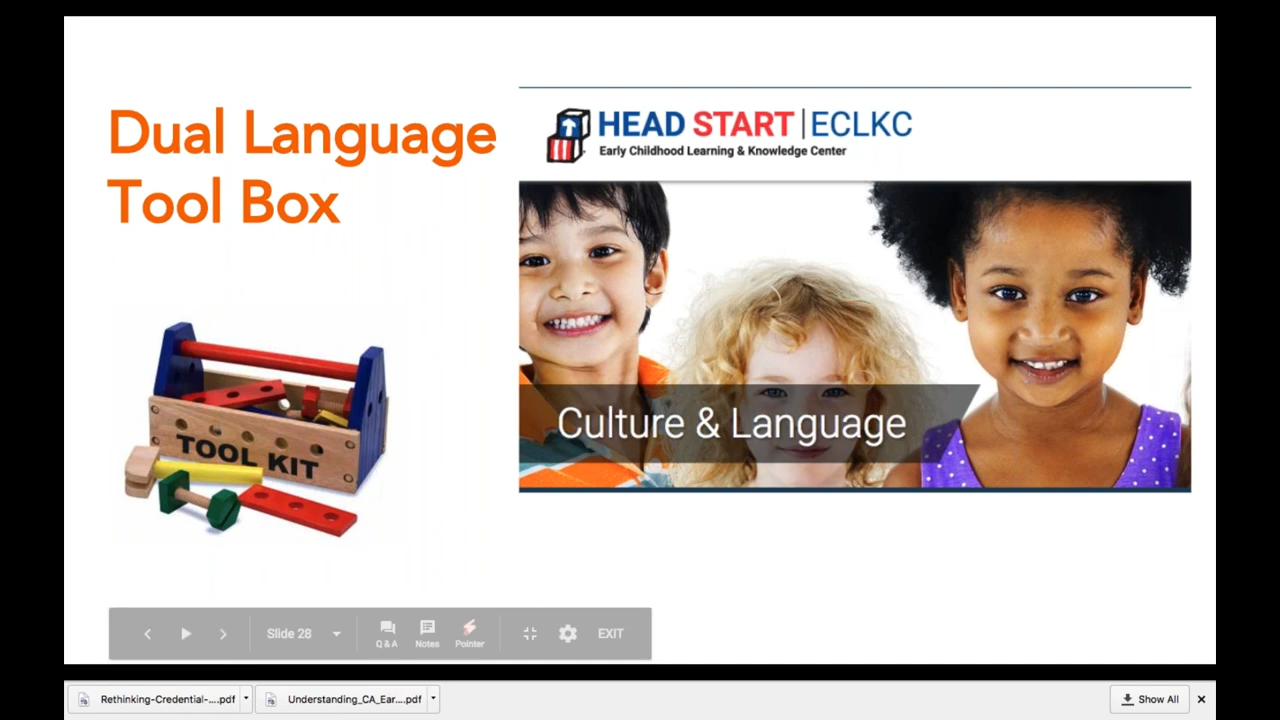 Dual Language
Tool Box
HEAD START | ECLKC
Early Childhood Learning & Knowledge Center
Culture & Language
TOOL KIT
Slide 28
Q & A
Notes
Pointer
EXIT
Rethinking-Credential-....pdf
Understanding_CA_Ear....pdf
Show All